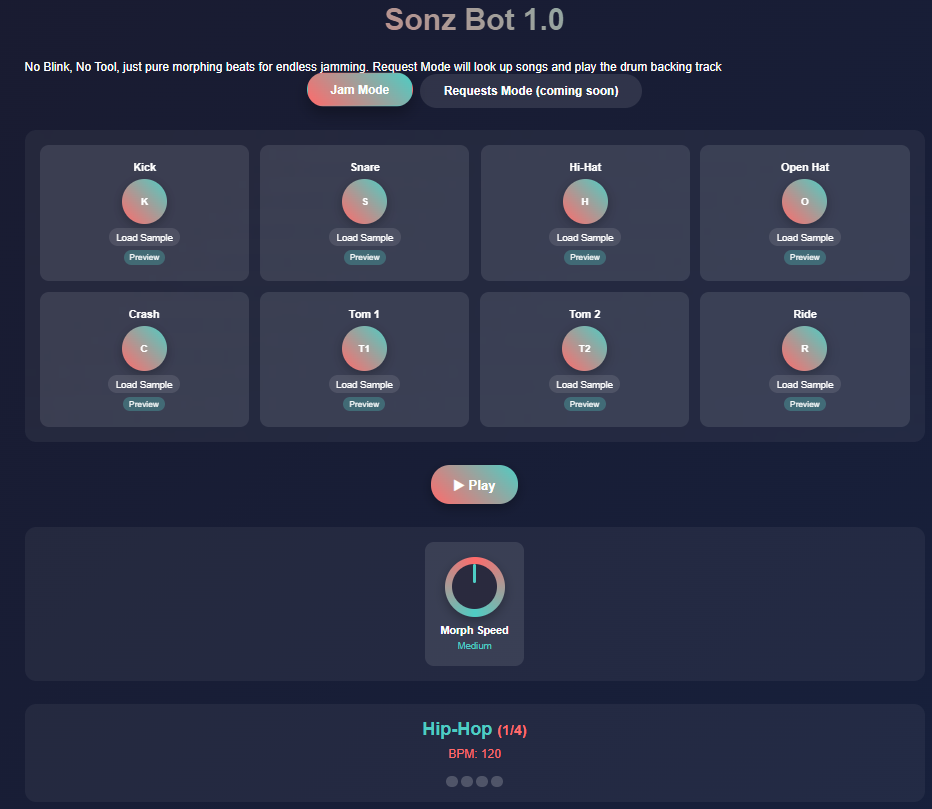 Sonz Bot 1.0
No Blink, No Tool, just pure morphing beats for endless jamming. Request Mode will look up songs and play the drum backing track
Jam Mode Requests Mode (coming soon)
Kick Snare Hi-Hat Open Hat
K S H O
Load Sample Load Sample Load Sample Load Sample
Preview Preview Preview Preview
Crash Tom 1 Tom 2 Ride
C T1 T2 R
Load Sample Load Sample Load Sample Load Sample
Preview Preview Preview Preview
▶ Play
Morph Speed
Medium
Hip-Hop (1/4)
BPM: 120